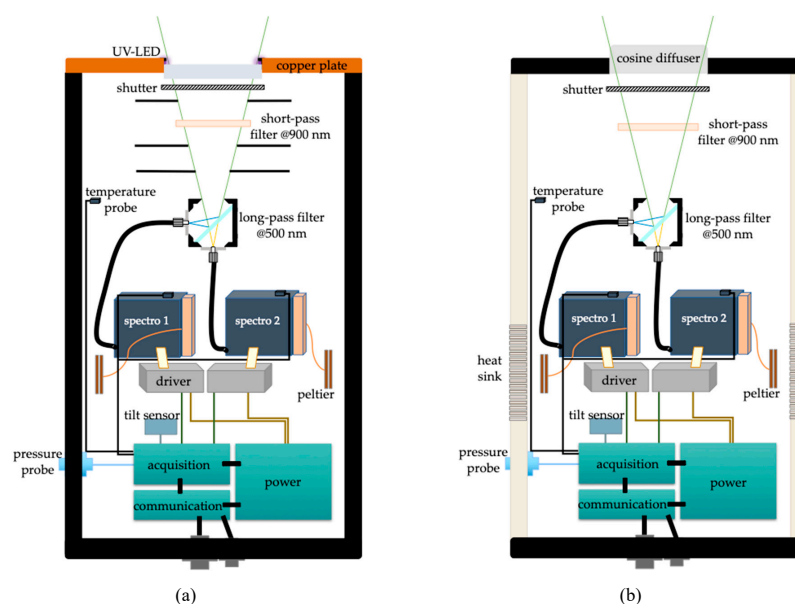 UV-LED
copper plate
shutter
short-pass
filter @900 nm
temperature
probe
long-pass filter
@500 nm
spectro 1
spectro 2
driver
peltier
tilt sensor
pressure
probe
acquisition
power
communication
(a)
cosine diffuser
shutter
short-pass
filter @900 nm
temperature
probe
long-pass filter
@500 nm
spectro 1
spectro 2
heat
sink
driver
peltier
tilt sensor
pressure
probe
acquisition
power
communication
(b)